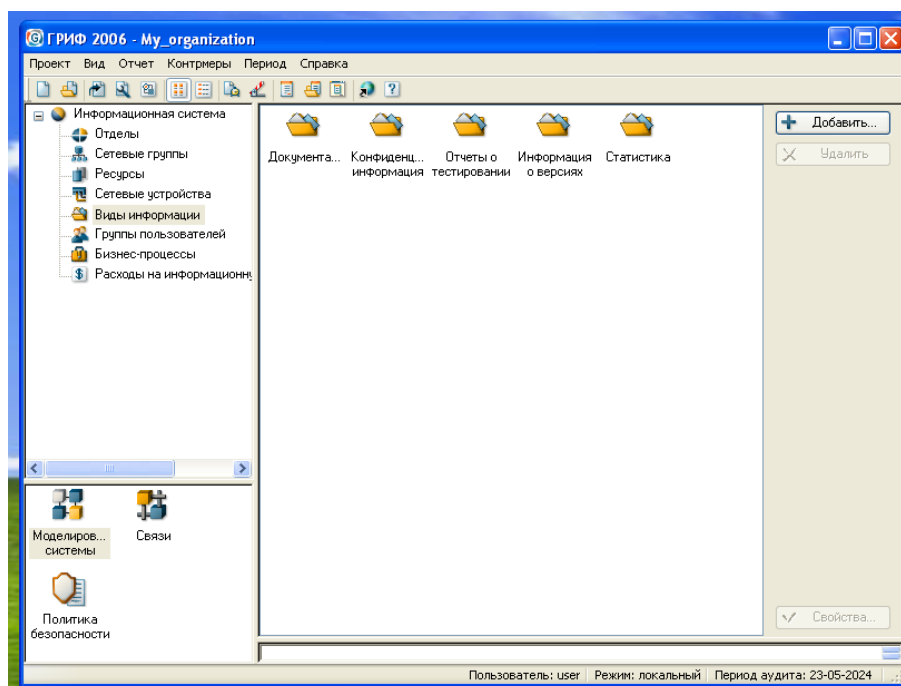 ГРИФ 2006 - My_organization
Проект Вид Отчет Контрмеры Период Справка
Информационная система
Отделы
Сетевые группы
Ресурсы
Сетевые устройства
Виды информации
Группы пользователей
Бизнес-процессы
Расходы на информационну
Документа...
Конфиденц...
информация
Отчеты о
тестировании
Информация
о версиях
Статистика
Добавить...
Удалить
Моделиров...
системы
Связи
Политика
безопасности
Свойства...
Пользователь: user Режим: локальный Период аудита: 23-05-2024